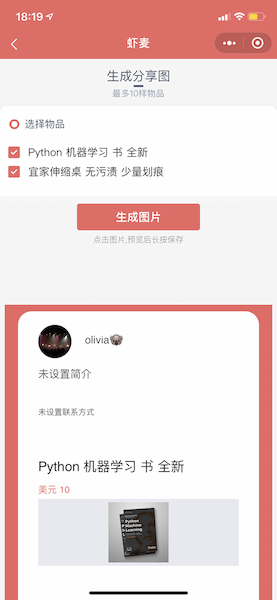 18:19
虾麦
生成分享图
最多10样物品
选择物品
Python 机器学习 书 全新
宜家伸缩桌 无污渍 少量划痕
生成图片
点击图片,预览后长按保存
olivia
未设置简介
未设置联系方式
Python 机器学习 书 全新
美元 10
Python
Machine
Learning